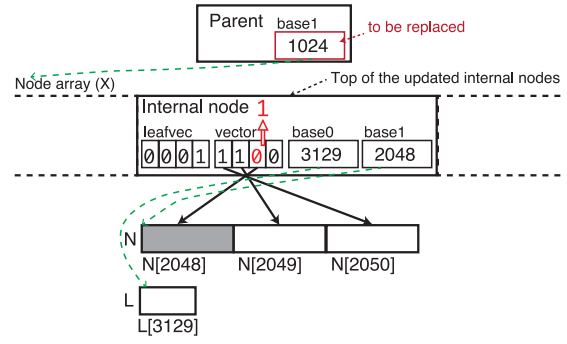 Parent
base1
1024
to be replaced
Node array (X)
Top of the updated internal nodes
Internal node 1
leafvec vector base0 base1
0 0 0 1 1 1 0 0 3129 2048
N
N[2048] N[2049] N[2050]
L
L[3129]